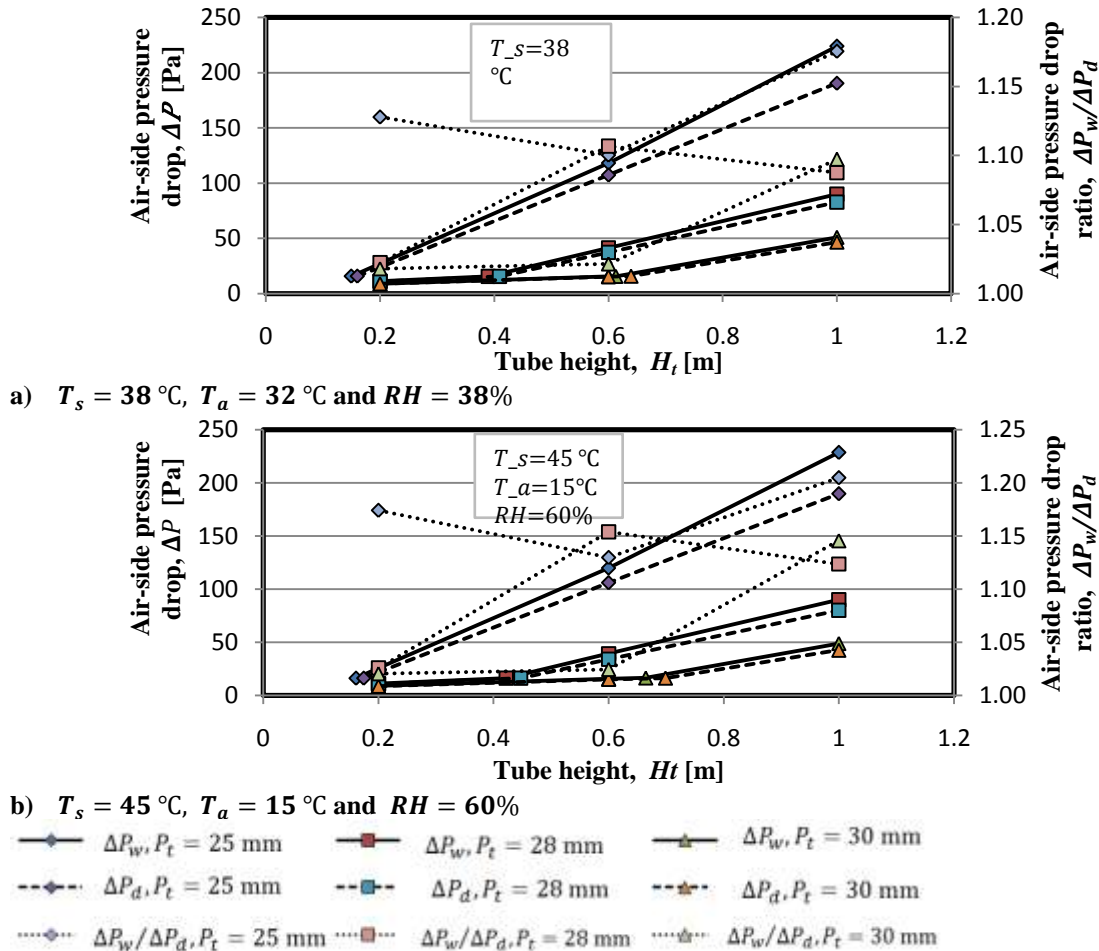 Air-side pressure drop, ΔP [Pa]
250
200
150
100
50
0
T_s=38
°C
1.20
1.15
1.10
1.05
1.00
Air-side pressure drop ratio, ΔP_w/ΔP_d
0 0.2 0.4 0.6 0.8 1 1.2
Tube height, H_t [m]
a) T_s = 38 °C, T_a = 32 °C and RH = 38%
Air-side pressure drop, ΔP [Pa]
250
200
150
100
50
0
T_s=45 °C
T_a=15°C
RH=60%
1.25
1.20
1.15
1.10
1.05
1.00
Air-side pressure drop ratio, ΔP_w/ΔP_d
0 0.2 0.4 0.6 0.8 1 1.2
Tube height, Ht [m]
b) T_s = 45 °C, T_a = 15 °C and RH = 60%
ΔP_w, P_t = 25 mm ΔP_w, P_t = 28 mm ΔP_w, P_t = 30 mm
ΔP_d, P_t = 25 mm ΔP_d, P_t = 28 mm ΔP_d, P_t = 30 mm
ΔP_w/ΔP_d, P_t = 25 mm ΔP_w/ΔP_d, P_t = 28 mm ΔP_w/ΔP_d, P_t = 30 mm